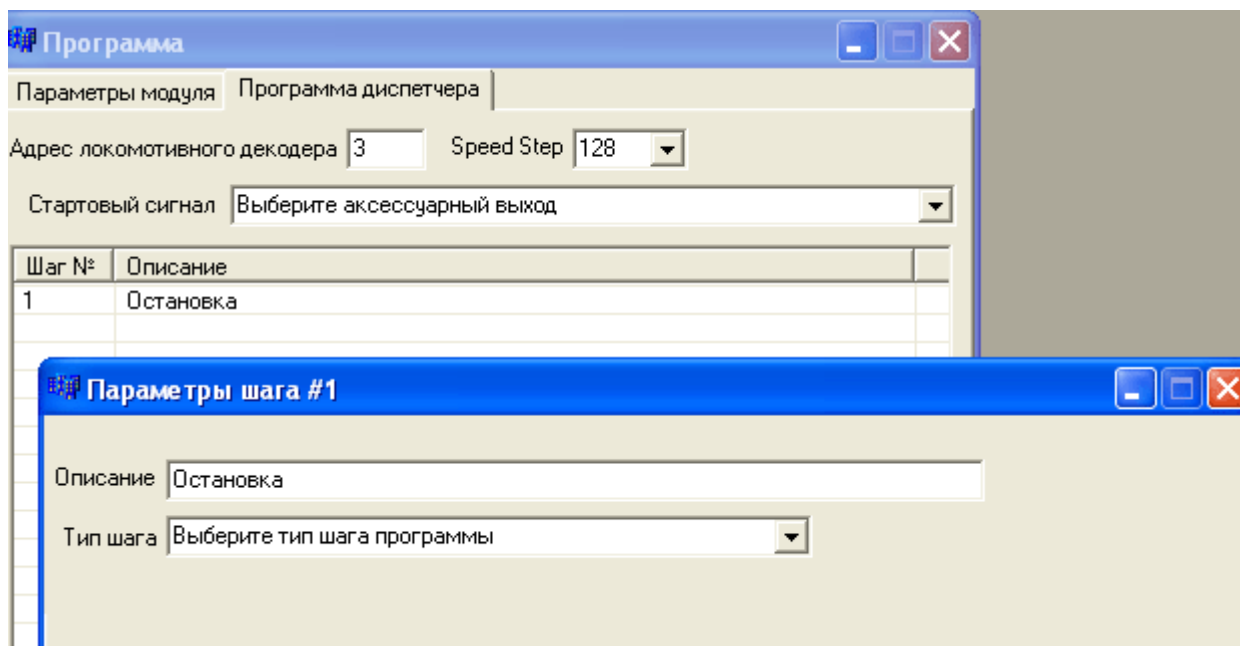 Программа
Параметры модуля Программа диспетчера
Адрес локомотивного декодера 3 Speed Step 128
Стартовый сигнал Выберите аксессуарный выход
Шаг № Описание
1 Остановка
Параметры шага #1
Описание Остановка
Тип шага Выберите тип шага программы